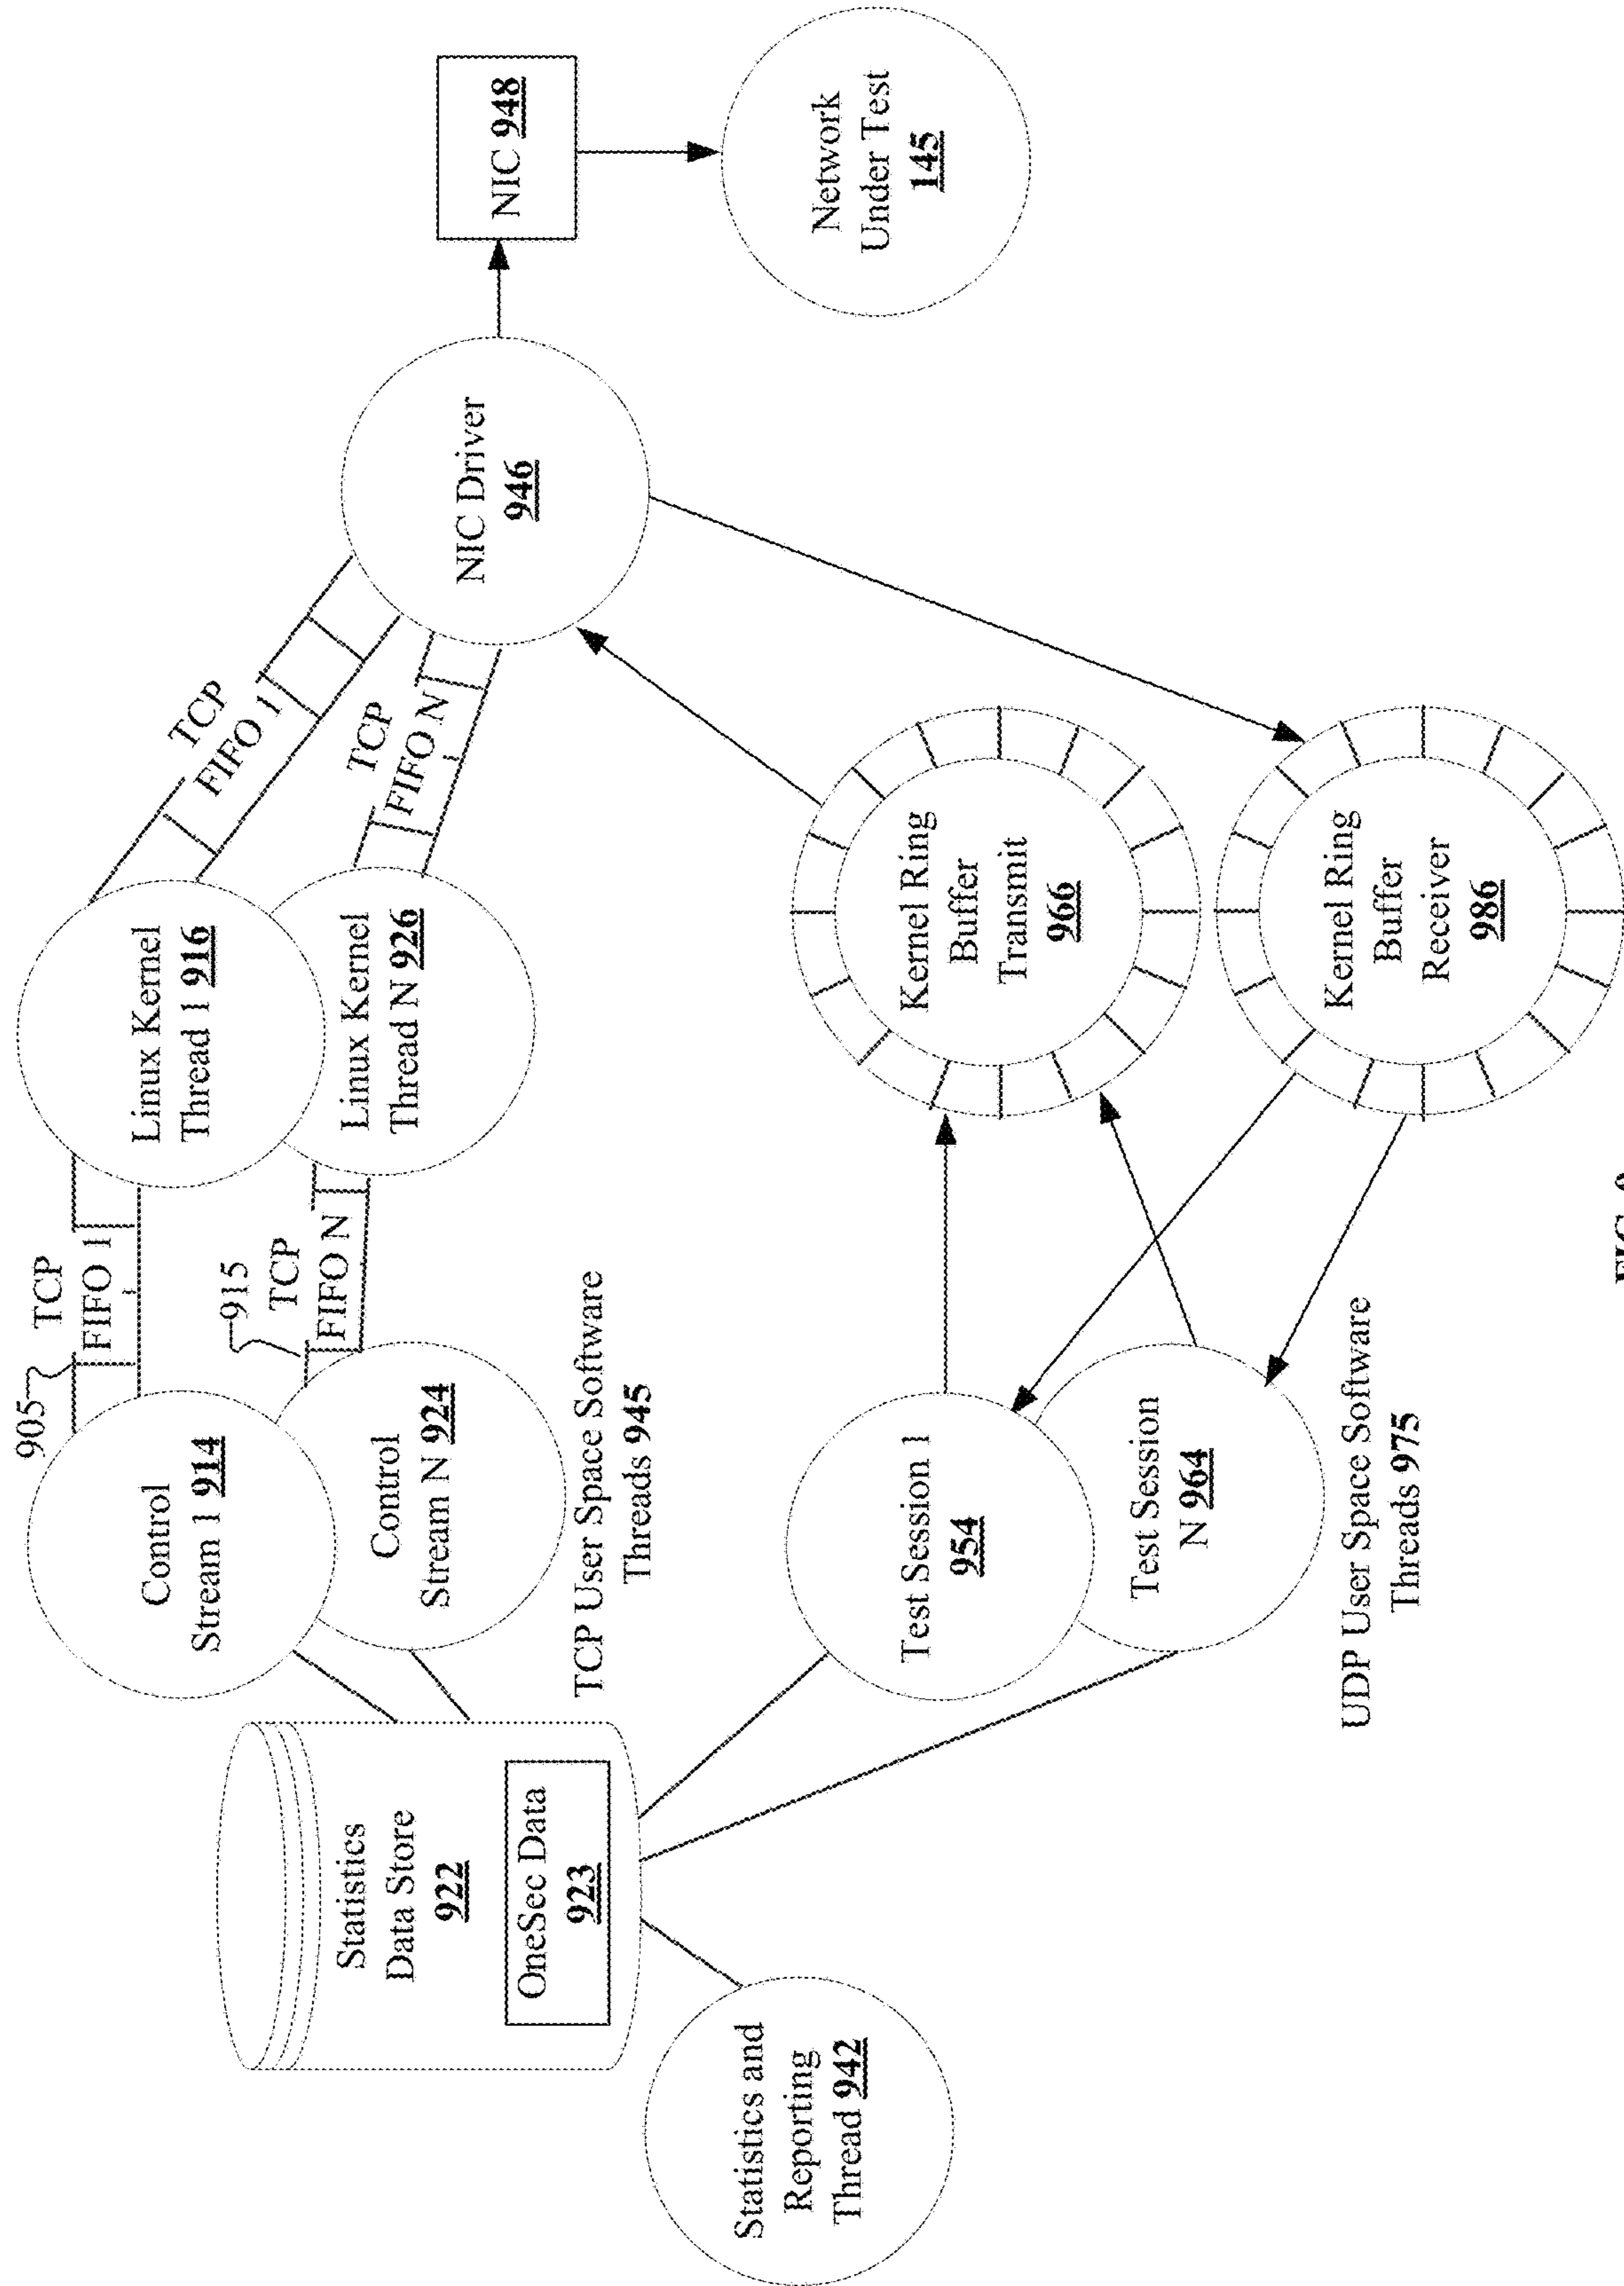 905
TCP
FIFO 1
TCP
FIFO 1
Control
Stream 1 914
Linux Kernel
Thread 1 916
915
TCP
FIFO N
TCP
FIFO N
Control
Stream N 924
Linux Kernel
Thread N 926
NIC Driver
946
NIC 948
Network
Under Test
145
Statistics
Data Store
922
OneSec Data
923
TCP User Space Software
Threads 945
Statistics and
Reporting
Thread 942
Test Session 1
954
Test Session
N 964
Kernel Ring
Buffer
Transmit
966
Kernel Ring
Buffer
Receiver
986
UDP User Space Software
Threads 975